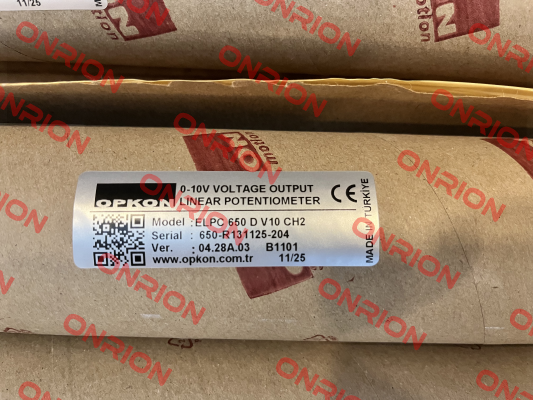 11/25
ONRION
ONRION
ONRION
motion
ONRION
0-10V VOLTAGE OUTPUT
OPKON LINEAR POTENTIOMETER
CE
Model : ELPC 650 D V10 CH2
Serial : 650-R131125-204
Ver. : 04.28A.03 B1101
www.opkon.com.tr 11/25
MADE IN TURKIYE
ONRION
ONRION
ONRION
ONRION
ONRION
ONRION